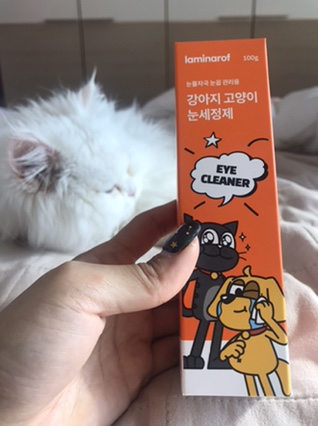 laminarof 100g
눈물자국 눈곱 관리용
강아지 고양이
눈세정제
EYE
CLEANER